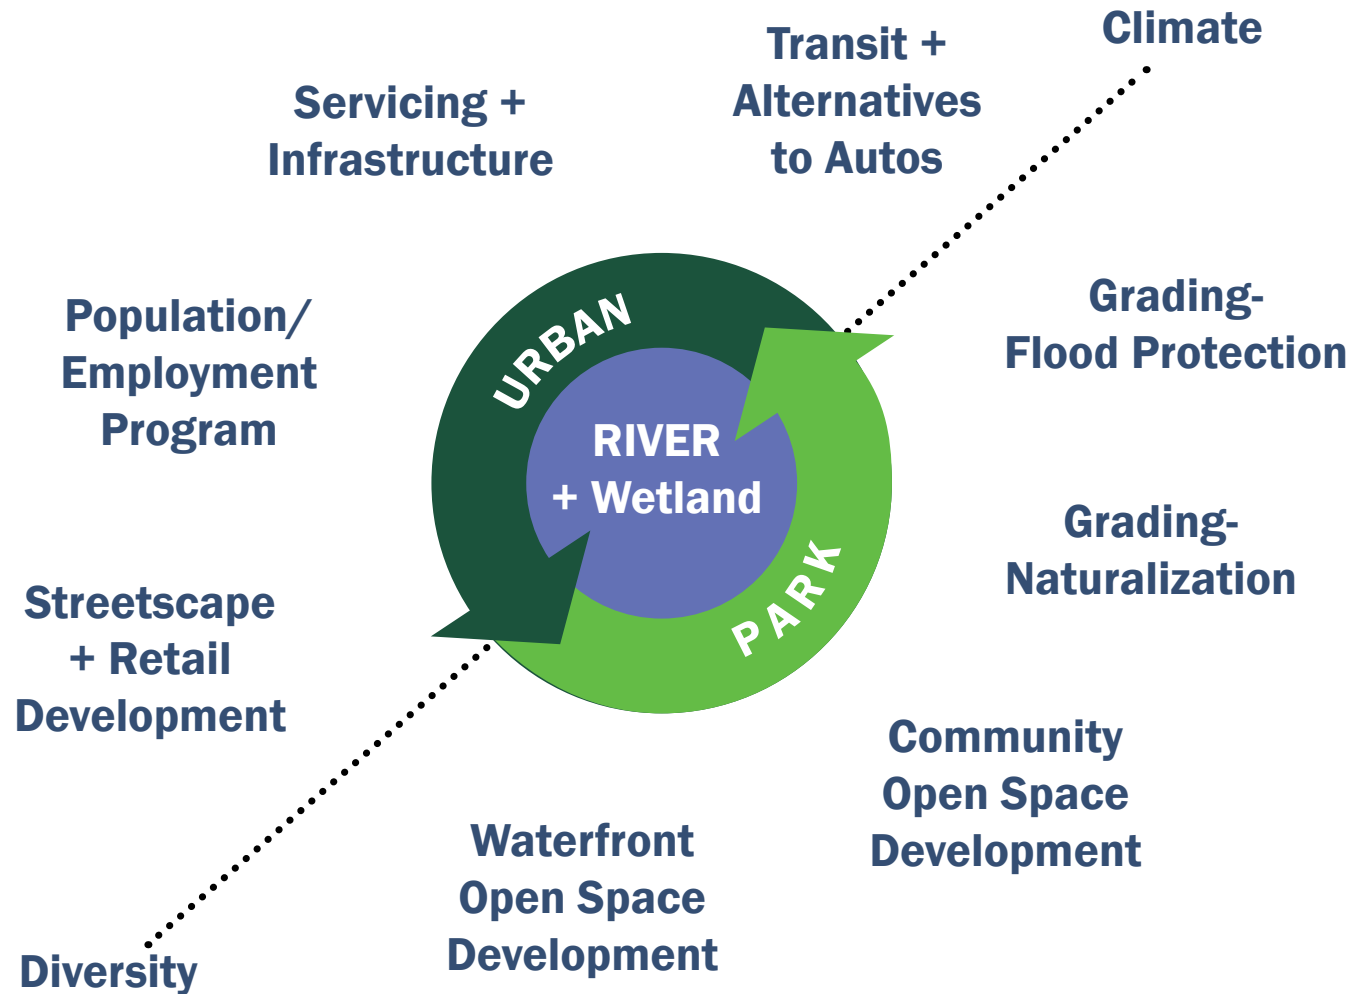 Climate
Transit +
Alternatives
to Autos
Servicing +
Infrastructure
Grading-
Flood Protection
Population/
Employment
Program
URBAN
RIVER
+ Wetland
PARK
Grading-
Naturalization
Streetscape
+ Retail
Development
Community
Open Space
Development
Waterfront
Open Space
Development
Diversity